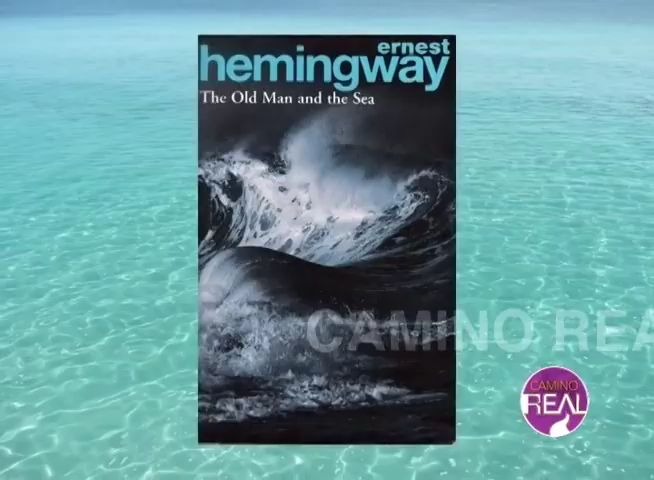 ernest
hemingway
The Old Man and the Sea
CAMINO REA
CAMINO
REAL